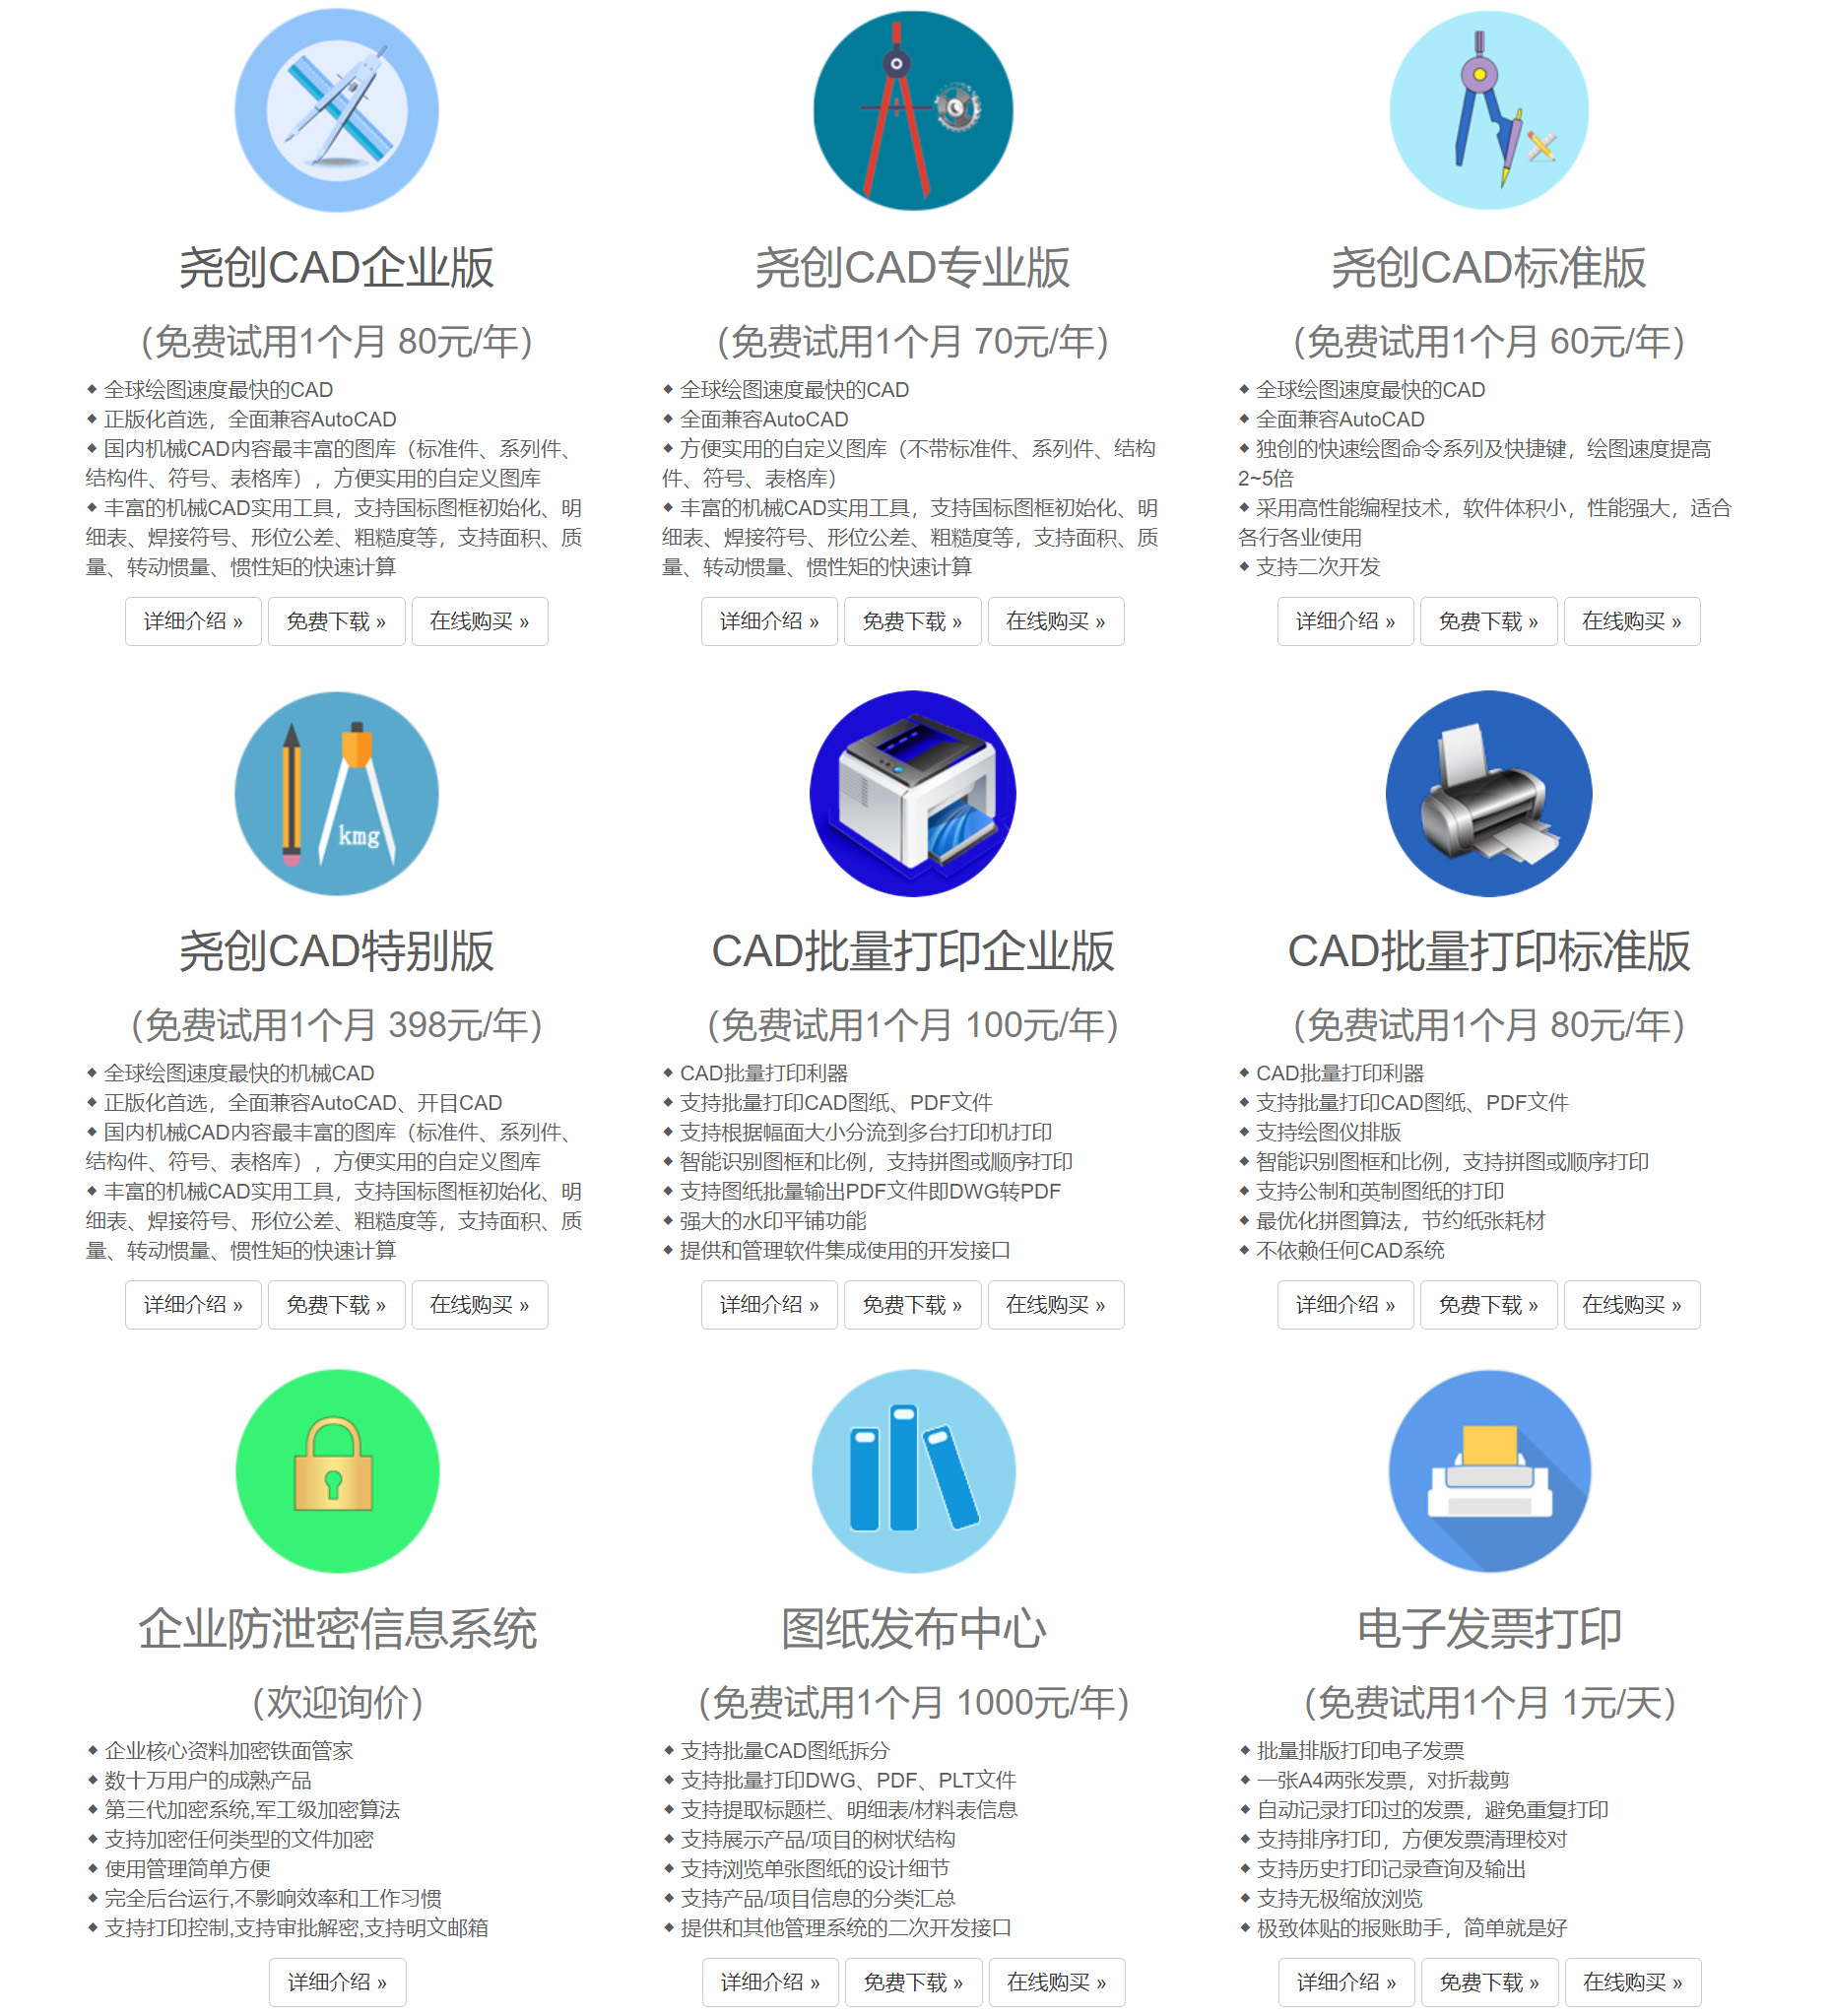 尧创CAD企业版
（免费试用1个月 80元/年）
◆ 全球绘图速度最快的CAD
◆ 正版化首选，全面兼容AutoCAD
◆ 国内机械CAD内容最丰富的图库（标准件、系列件、
结构件、符号、表格库），方便实用的自定义图库
◆ 丰富的机械CAD实用工具，支持国标图框初始化、明
细表、焊接符号、形位公差、粗糙度等，支持面积、质
量、转动惯量、惯性矩的快速计算
详细介绍 » 免费下载 » 在线购买 »
尧创CAD专业版
（免费试用1个月 70元/年）
◆ 全球绘图速度最快的CAD
◆ 全面兼容AutoCAD
◆ 方便实用的自定义图库（不带标准件、系列件、结构
件、符号、表格库）
◆ 丰富的机械CAD实用工具，支持国标图框初始化、明
细表、焊接符号、形位公差、粗糙度等，支持面积、质
量、转动惯量、惯性矩的快速计算
详细介绍 » 免费下载 » 在线购买 »
尧创CAD标准版
（免费试用1个月 60元/年）
◆ 全球绘图速度最快的CAD
◆ 全面兼容AutoCAD
◆ 独创的快速绘图命令系列及快捷键，绘图速度提高
2~5倍
◆ 采用高性能编程技术，软件体积小，性能强大，适合
各行各业使用
◆ 支持二次开发
详细介绍 » 免费下载 » 在线购买 »
kmg
尧创CAD特别版
（免费试用1个月 398元/年）
◆ 全球绘图速度最快的机械CAD
◆ 正版化首选，全面兼容AutoCAD、开目CAD
◆ 国内机械CAD内容最丰富的图库（标准件、系列件、
结构件、符号、表格库），方便实用的自定义图库
◆ 丰富的机械CAD实用工具，支持国标图框初始化、明
细表、焊接符号、形位公差、粗糙度等，支持面积、质
量、转动惯量、惯性矩的快速计算
详细介绍 » 免费下载 » 在线购买 »
CAD批量打印企业版
（免费试用1个月 100元/年）
◆ CAD批量打印利器
◆ 支持批量打印CAD图纸、PDF文件
◆ 支持根据幅面大小分流到多台打印机打印
◆ 智能识别图框和比例，支持拼图或顺序打印
◆ 支持图纸批量输出PDF文件即DWG转PDF
◆ 强大的水印平铺功能
◆ 提供和管理软件集成使用的开发接口
详细介绍 » 免费下载 » 在线购买 »
CAD批量打印标准版
（免费试用1个月 80元/年）
◆ CAD批量打印利器
◆ 支持批量打印CAD图纸、PDF文件
◆ 支持绘图仪排版
◆ 智能识别图框和比例，支持拼图或顺序打印
◆ 支持公制和英制图纸的打印
◆ 最优化拼图算法，节约纸张耗材
◆ 不依赖任何CAD系统
详细介绍 » 免费下载 » 在线购买 »
企业防泄密信息系统
（欢迎询价）
◆ 企业核心资料加密铁面管家
◆ 数十万用户的成熟产品
◆ 第三代加密系统,军工级加密算法
◆ 支持加密任何类型的文件加密
◆ 使用管理简单方便
◆ 完全后台运行,不影响效率和工作习惯
◆ 支持打印控制,支持审批解密,支持明文邮箱
详细介绍 »
图纸发布中心
（免费试用1个月 1000元/年）
◆ 支持批量CAD图纸拆分
◆ 支持批量打印DWG、PDF、PLT文件
◆ 支持提取标题栏、明细表/材料表信息
◆ 支持展示产品/项目的树状结构
◆ 支持浏览单张图纸的设计细节
◆ 支持产品/项目信息的分类汇总
◆ 提供和其他管理系统的二次开发接口
详细介绍 » 免费下载 » 在线购买 »
电子发票打印
（免费试用1个月 1元/天）
◆ 批量排版打印电子发票
◆ 一张A4两张发票，对折裁剪
◆ 自动记录打印过的发票，避免重复打印
◆ 支持排序打印，方便发票清理校对
◆ 支持历史打印记录查询及输出
◆ 支持无极缩放浏览
◆ 极致体贴的报账助手，简单就是好
详细介绍 » 免费下载 » 在线购买 »